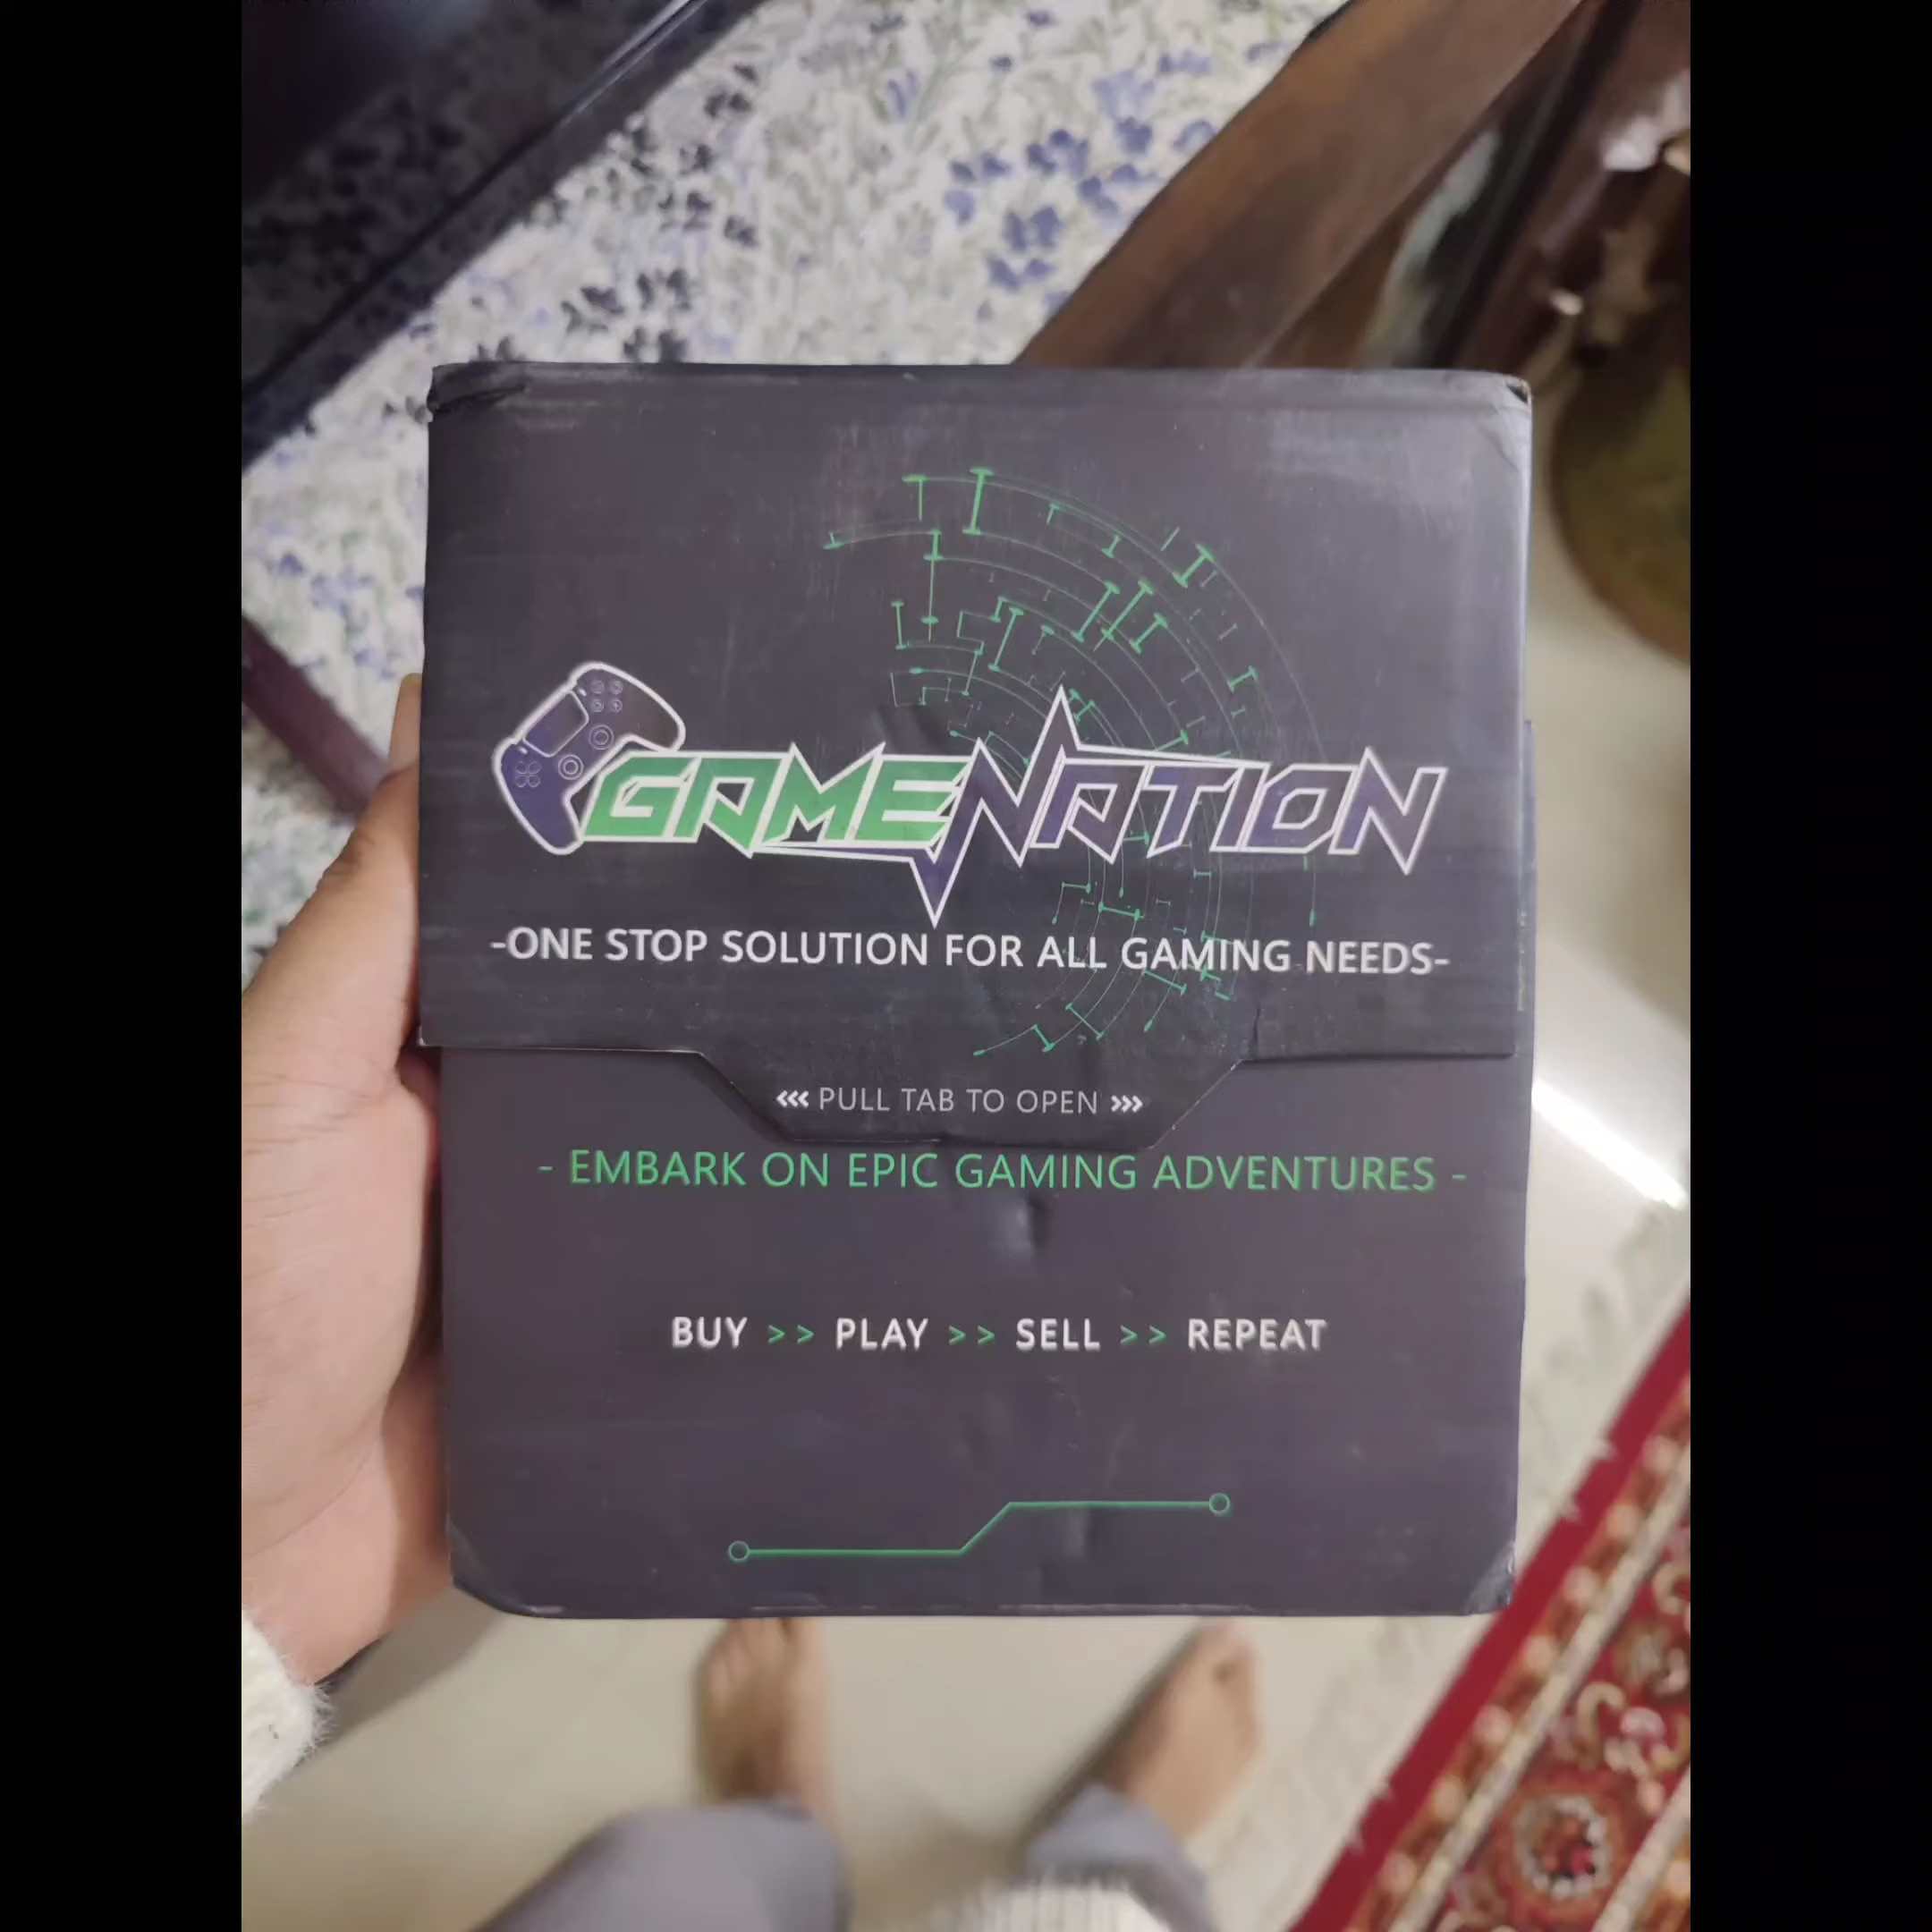 GAMENATION
-ONE STOP SOLUTION FOR ALL GAMING NEEDS-
<<< PULL TAB TO OPEN >>>
- EMBARK ON EPIC GAMING ADVENTURES -
BUY >> PLAY >> SELL >> REPEAT